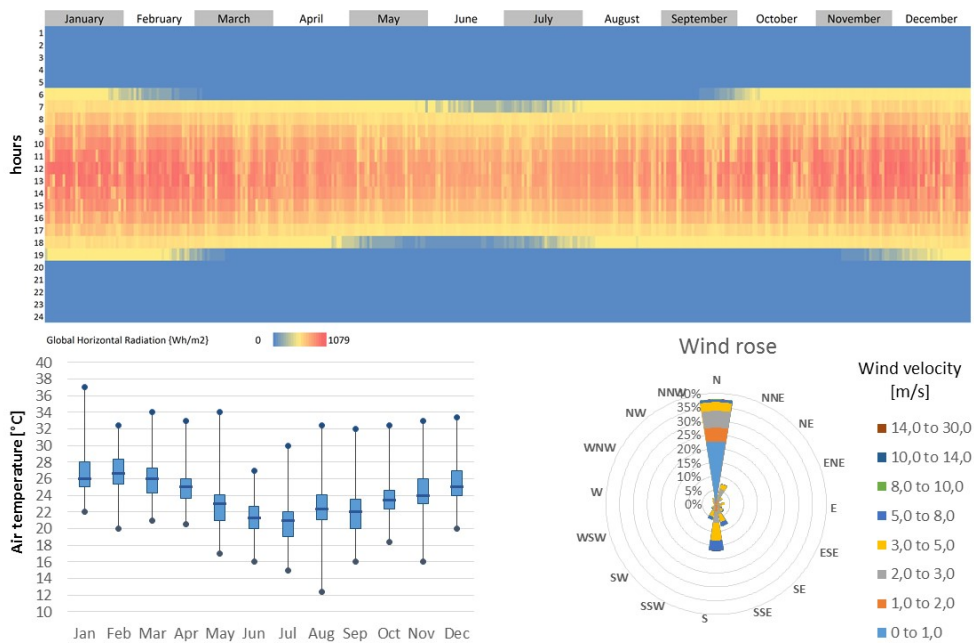 January February March April May June July August September October November December
hours
1
2
3
4
5
6
7
8
9
10
11
12
13
14
15
16
17
18
19
20
21
22
23
24
Global Horizontal Radiation {Wh/m2} 0 1079
Air temperature [°C]
40
38
36
34
32
30
28
26
24
22
20
18
16
14
12
10
Jan Feb Mar Apr May Jun Jul Aug Sep Oct Nov Dec
Wind rose
N
NNE
NE
ENE
E
ESE
SE
SSE
S
SSW
SW
WSW
W
WNW
NW
NNW
40%
35%
30%
25%
20%
15%
10%
5%
0%
Wind velocity
[m/s]
14,0 to 30,0
10,0 to 14,0
8,0 to 10,0
5,0 to 8,0
3,0 to 5,0
2,0 to 3,0
1,0 to 2,0
0 to 1,0